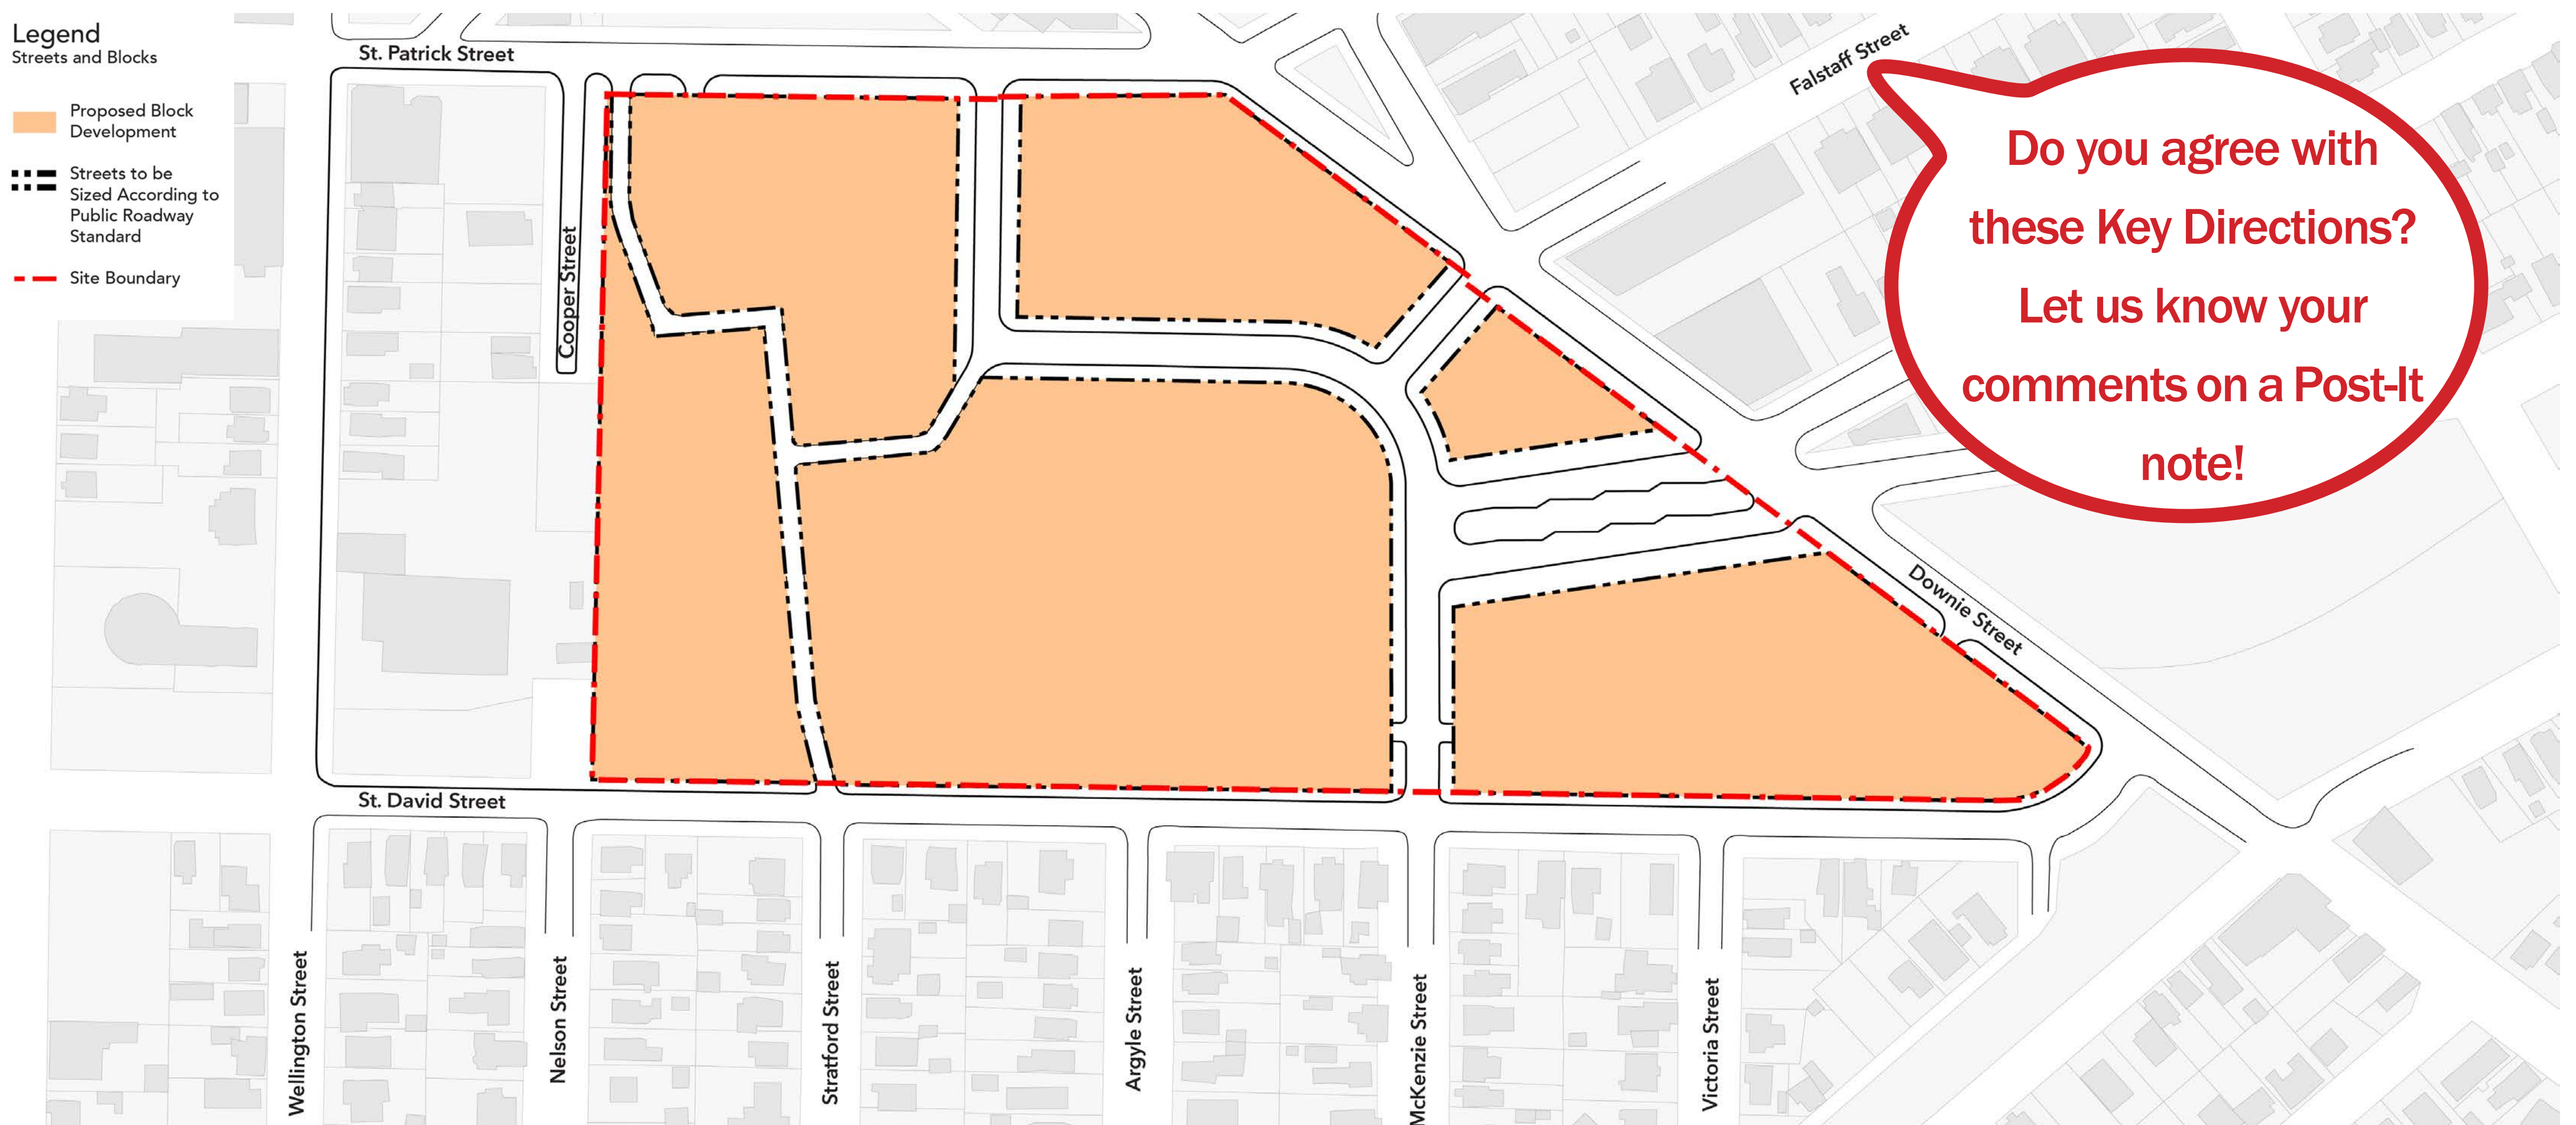 Legend
Streets and Blocks
Proposed Block
Development
Streets to be
Sized According to
Public Roadway
Standard
Site Boundary
St. Patrick Street
Cooper Street
Falstaff Street
Do you agree with
these Key Directions?
Let us know your
comments on a Post-It
note!
Downie Street
St. David Street
Wellington Street
Nelson Street
Stratford Street
Argyle Street
McKenzie Street
Victoria Street